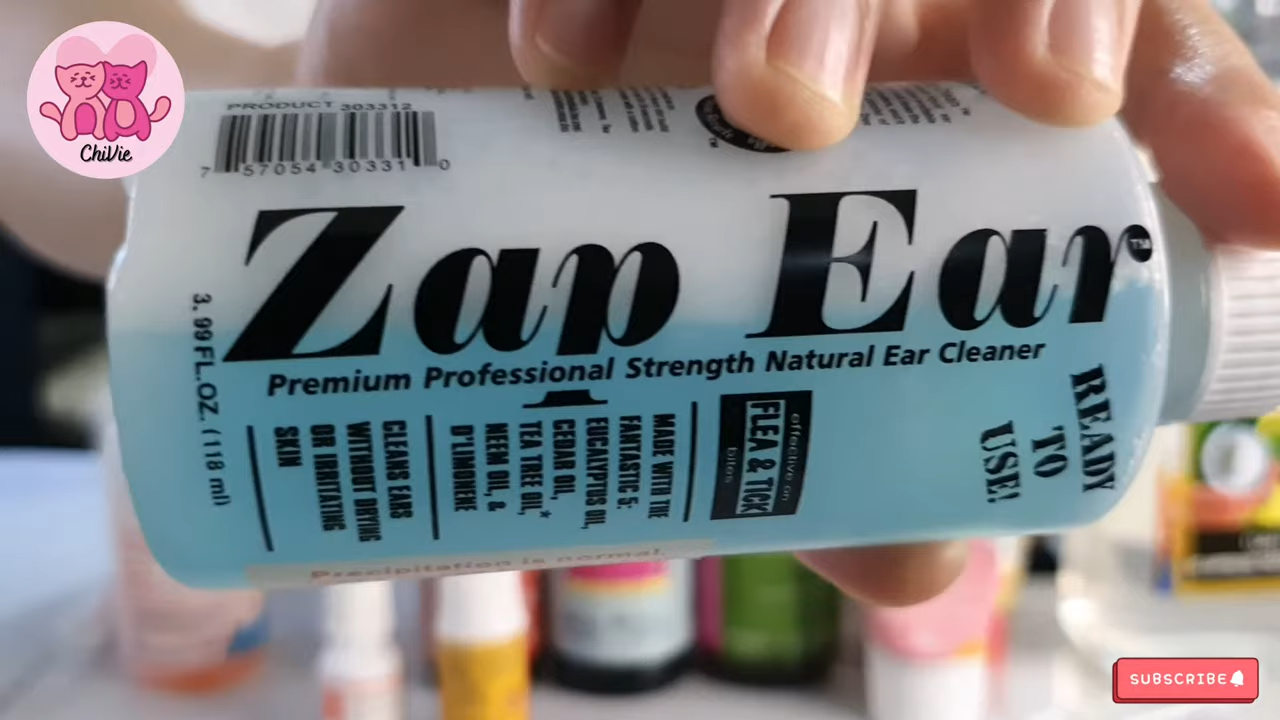 ChiVie
PRODUCT 303312
7 57054 30331 0
Zap Ear™
Premium Professional Strength Natural Ear Cleaner
3.99 FL.OZ. (118 ml)
CLEANS EARS
WITHOUT DRYING
OR IRRITATING
SKIN
MADE WITH THE
FANTASTIC 5:
EUCALYPTUS OIL,
CEDAR OIL,
TEA TREE OIL,*
NEEM OIL, &
D'LIMONENE
effective on
FLEA & TICK
bites
READY
TO
USE!
Precipitation is normal.
SUBSCRIBE